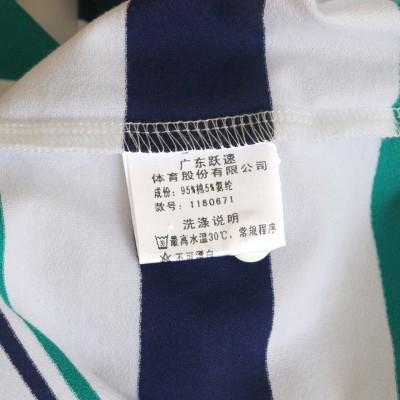 广东跃速
体育股份有限公司
成份: 95%棉5%氨纶
款号: 1180671
洗涤说明
最高水温30℃, 常规程序
不可漂白